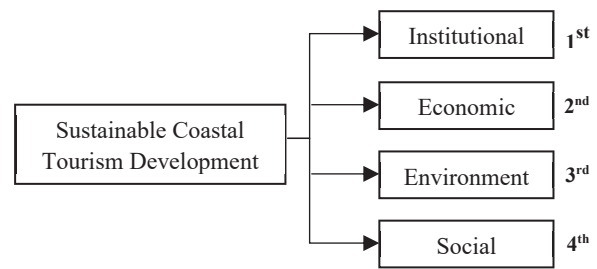 Institutional 1st
Economic 2nd
Sustainable Coastal
Tourism Development
Environment 3rd
Social 4th